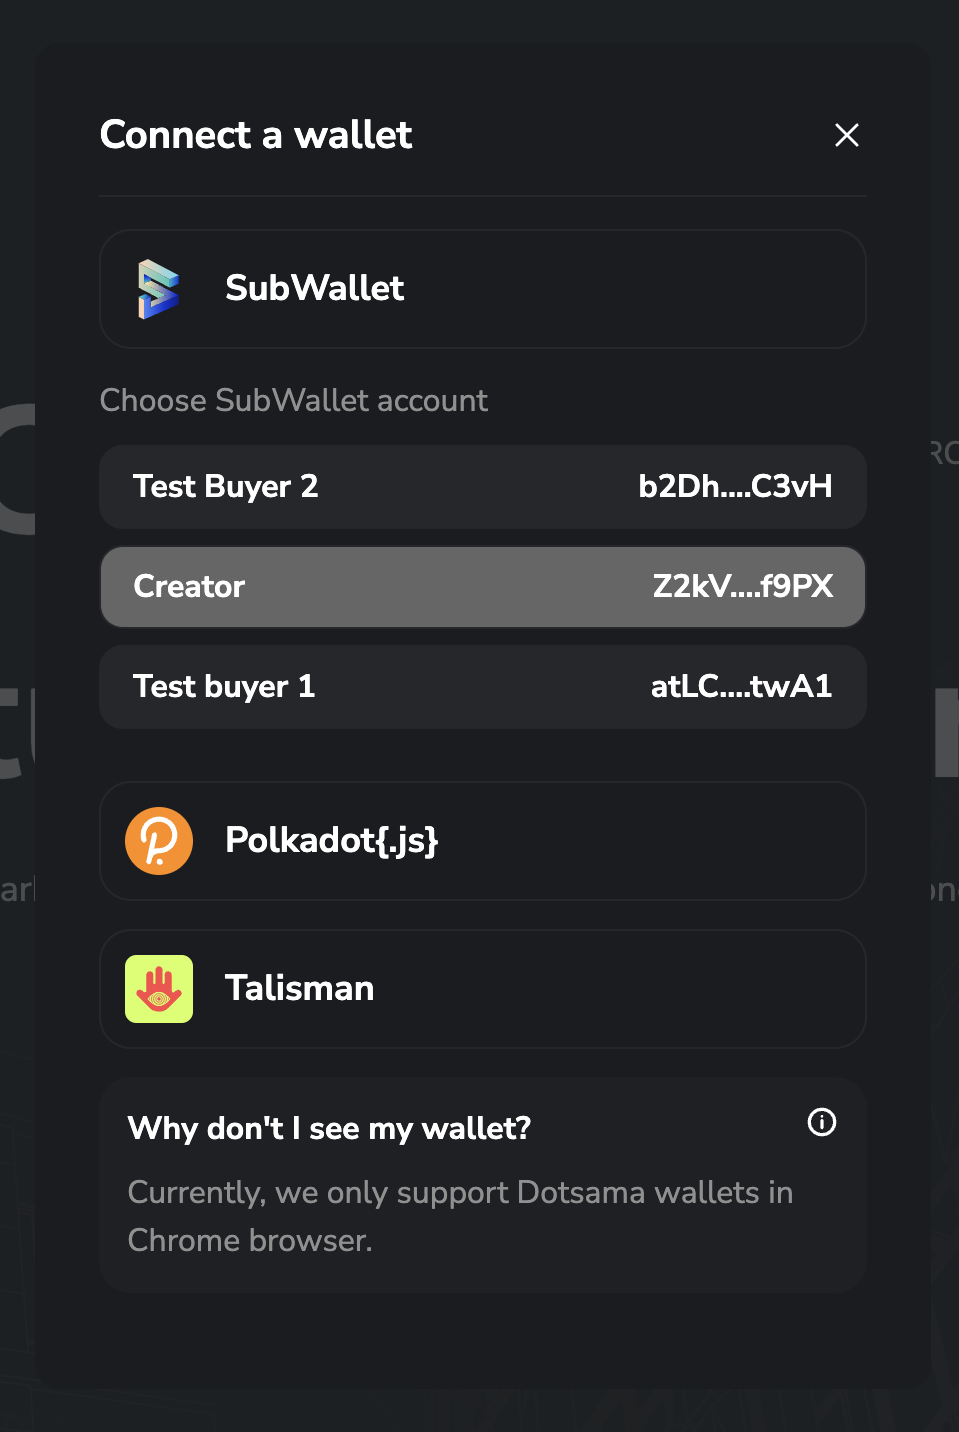 Connect a wallet
SubWallet
Choose SubWallet account
Test Buyer 2 b2Dh....C3vH
Creator Z2kV....f9PX
Test buyer 1 atLC....twA1
Polkadot{.js}
Talisman
Why don't I see my wallet?
Currently, we only support Dotsama wallets in
Chrome browser.